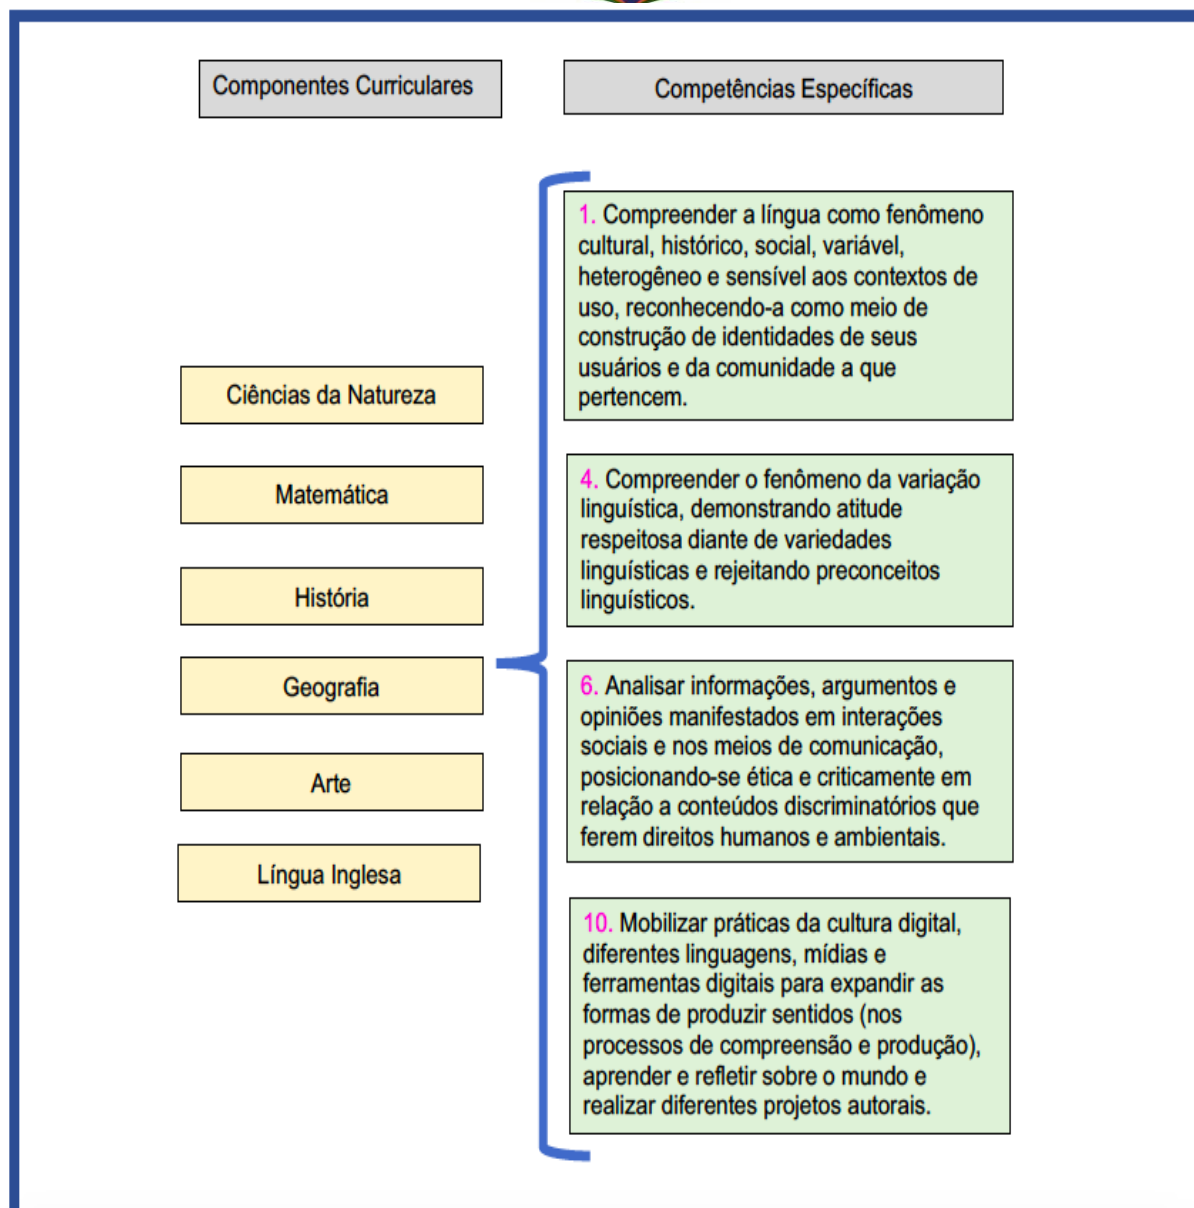 Componentes Curriculares
Competências Específicas
Ciências da Natureza
Matemática
História
Geografia
Arte
Língua Inglesa
1. Compreender a língua como fenômeno
cultural, histórico, social, variável,
heterogêneo e sensível aos contextos de
uso, reconhecendo-a como meio de
construção de identidades de seus
usuários e da comunidade a que
pertencem.
4. Compreender o fenômeno da variação
linguística, demonstrando atitude
respeitosa diante de variedades
linguísticas e rejeitando preconceitos
linguísticos.
6. Analisar informações, argumentos e
opiniões manifestados em interações
sociais e nos meios de comunicação,
posicionando-se ética e criticamente em
relação a conteúdos discriminatórios que
ferem direitos humanos e ambientais.
10. Mobilizar práticas da cultura digital,
diferentes linguagens, mídias e
ferramentas digitais para expandir as
formas de produzir sentidos (nos
processos de compreensão e produção),
aprender e refletir sobre o mundo e
realizar diferentes projetos autorais.